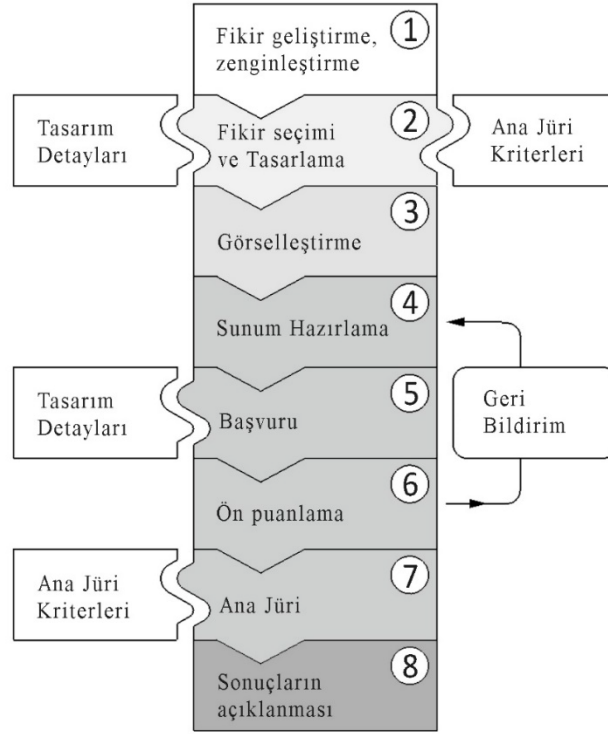 1
Fikir geliştirme,
zenginleştirme
Tasarım
Detayları
2
Fikir seçimi
ve Tasarlama
Ana Jüri
Kriterleri
3
Görselleştirme
4
Sunum Hazırlama
Tasarım
Detayları
5
Başvuru
Geri
Bildirim
6
Ön puanlama
Ana Jüri
Kriterleri
7
Ana Jüri
8
Sonuçların
açıklanması